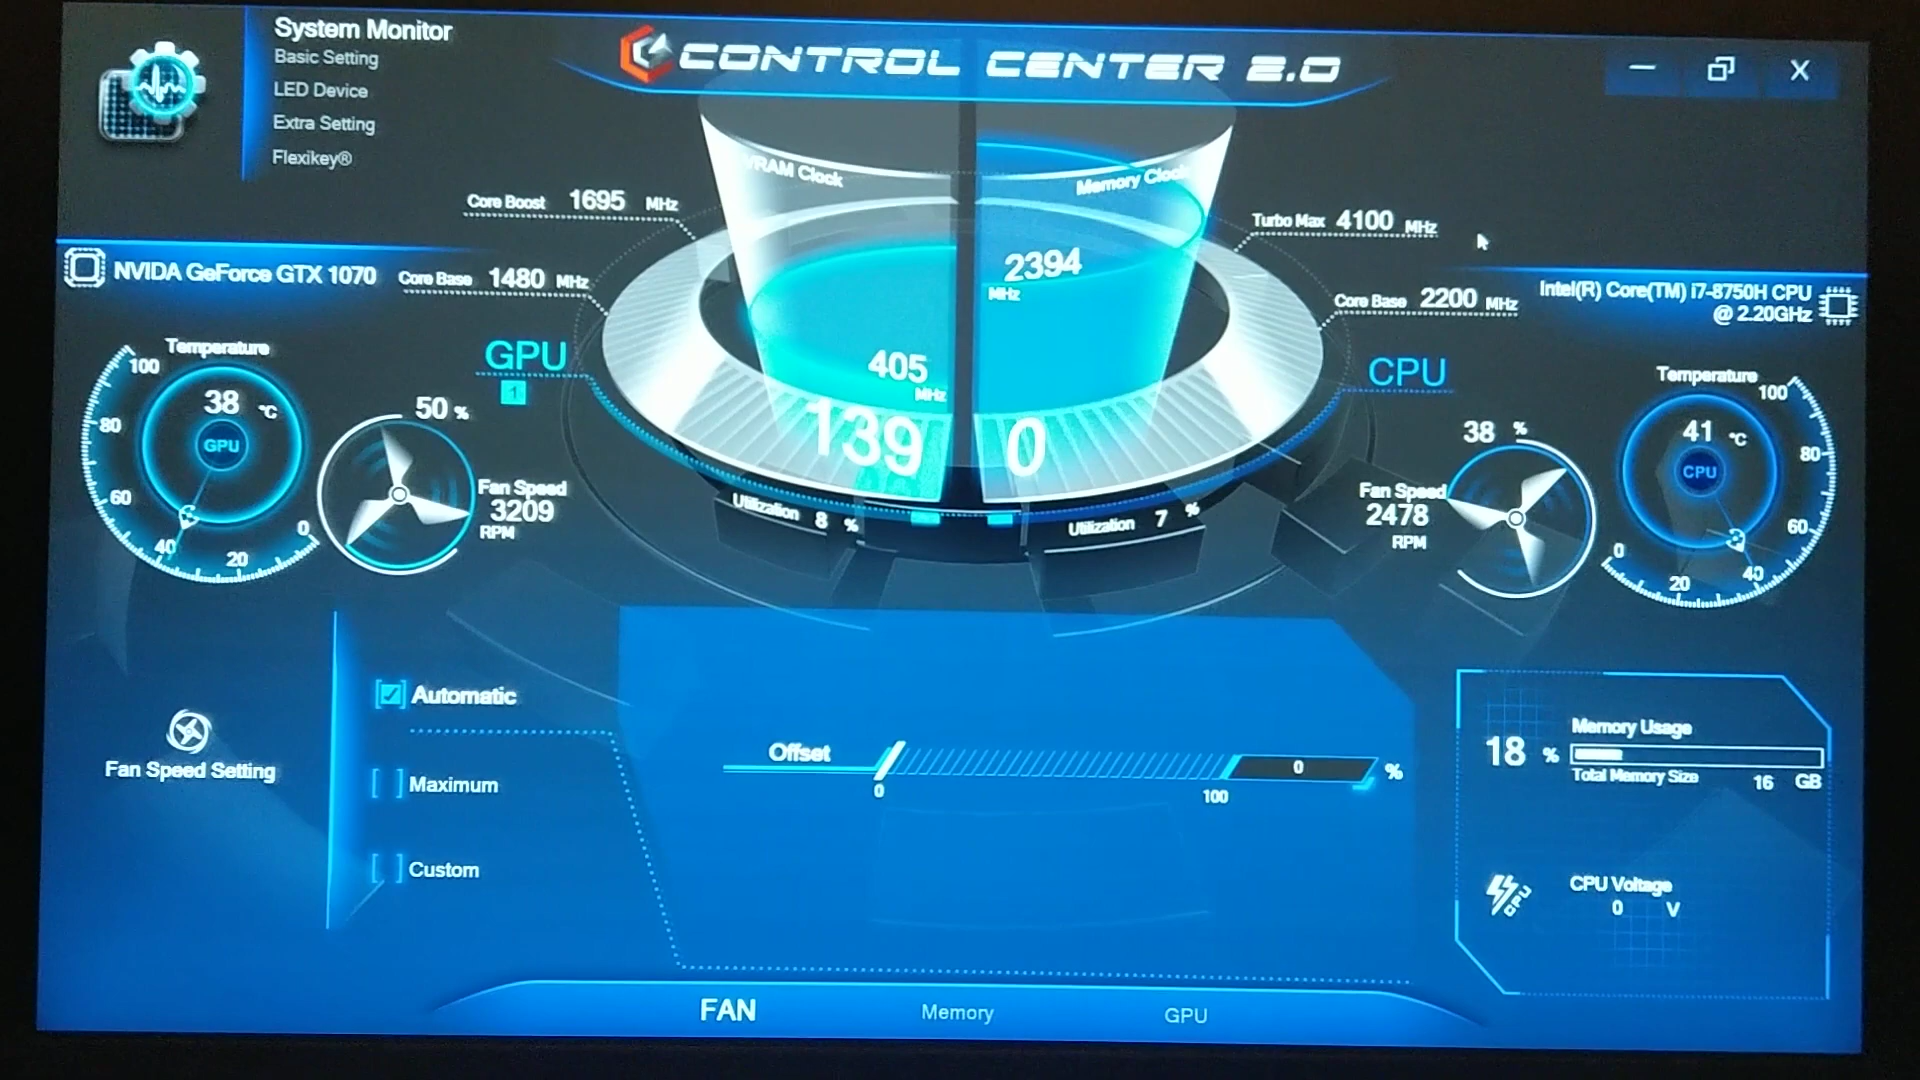 System Monitor
Basic Setting
LED Device
Extra Setting
Flexikey®
CONTROL CENTER 2.0
X
VRAM Clock
Memory Clock
Core Boost 1695 MHz
Turbo Max 4100 MHz
NVIDIA GeForce GTX 1070
Core Base 1480 MHz
2394
MHz
Core Base 2200 MHz
Intel(R) Core(TM) i7-8750H CPU
@ 2.20GHz
GPU
1
405
MHz
139
0
CPU
Temperature
100
80
60
40
20
0
38 °C
GPU
50 %
Fan Speed
3209
RPM
Utilization 8 %
Utilization 7 %
38 %
Fan Speed
2478
RPM
Temperature
100
80
60
40
20
0
41 °C
CPU
Fan Speed Setting
Automatic
Maximum
Custom
Offset
0
100
0 %
18 %
Memory Usage
Total Memory Size 16 GB
CPU
CPU Voltage
0 V
FAN
Memory
GPU